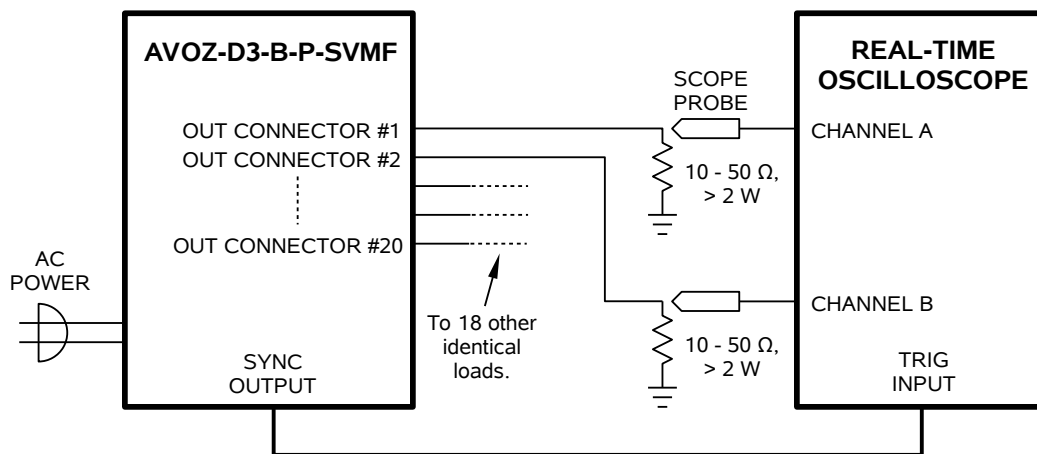 AVOZ-D3-B-P-SVMF
OUT CONNECTOR #1
OUT CONNECTOR #2
OUT CONNECTOR #20
AC
POWER
SYNC
OUTPUT
To 18 other
identical
loads.
SCOPE
PROBE
10 - 50 Ω,
> 2 W
10 - 50 Ω,
> 2 W
REAL-TIME
OSCILLOSCOPE
CHANNEL A
CHANNEL B
TRIG
INPUT